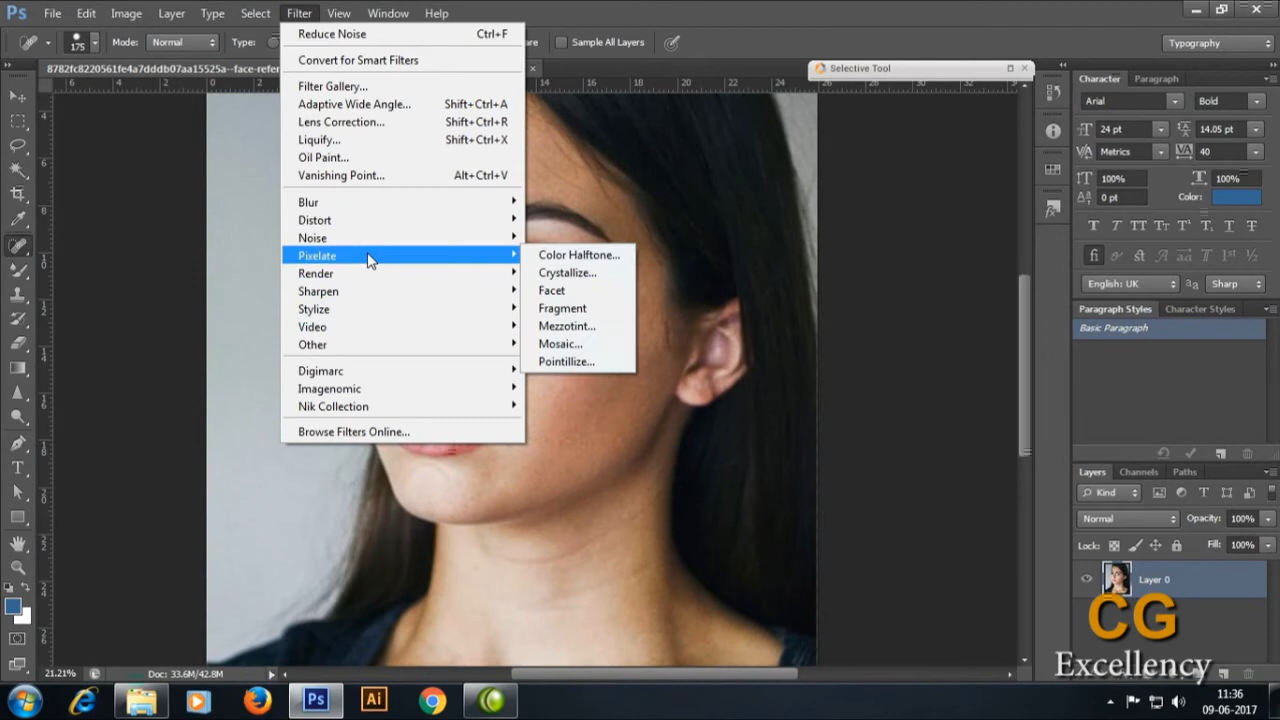 Ps File Edit Image Layer Type Select Filter View Window Help
175 Mode: Normal Type: Sample All Layers Typography
8782fc8220561fe4a7dddb07aa15525a--face-refer
Selective Tool
Reduce Noise Ctrl+F
Convert for Smart Filters
Filter Gallery...
Adaptive Wide Angle... Shift+Ctrl+A
Lens Correction... Shift+Ctrl+R
Liquify... Shift+Ctrl+X
Oil Paint...
Vanishing Point... Alt+Ctrl+V
Blur
Distort
Noise
Pixelate
Render
Sharpen
Stylize
Video
Other
Digimarc
Imagenomic
Nik Collection
Browse Filters Online...
Color Halftone...
Crystallize...
Facet
Fragment
Mezzotint...
Mosaic...
Pointillize...
Character Paragraph
Arial Bold
24 pt 14.05 pt
Metrics 40
100% 100%
0 pt Color:
English: UK Sharp
Paragraph Styles Character Styles
Basic Paragraph
Layers Channels Paths
Kind
Normal Opacity: 100%
Lock: Fill: 100%
Layer 0
CG
Excellency
21.21% Doc: 33.6M/42.8M
Ps Ai
11:36
09-06-2017